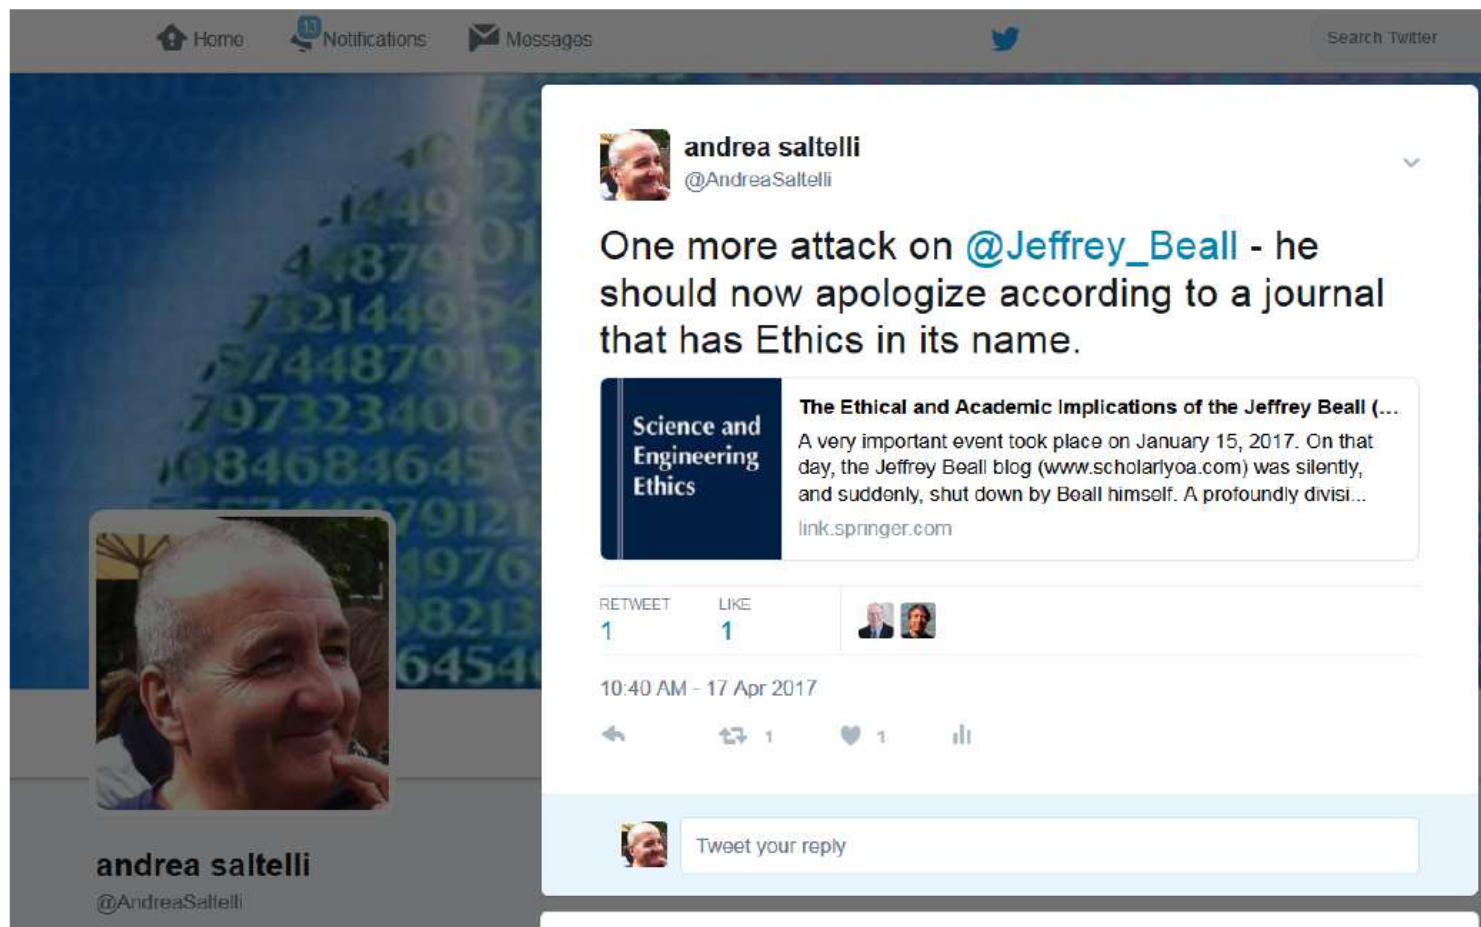 Home
13
Notifications
Messages
Search Twitter
andrea saltelli
@AndreaSaltelli
One more attack on @Jeffrey_Beall - he
should now apologize according to a journal
that has Ethics in its name.
Science and
Engineering
Ethics
The Ethical and Academic Implications of the Jeffrey Beall (...
A very important event took place on January 15, 2017. On that
day, the Jeffrey Beall blog (www.scholarlyoa.com) was silently,
and suddenly, shut down by Beall himself. A profoundly divisi...
link.springer.com
RETWEET
1
LIKE
1
10:40 AM - 17 Apr 2017
1
1
Tweet your reply
andrea saltelli
@AndreaSaltelli